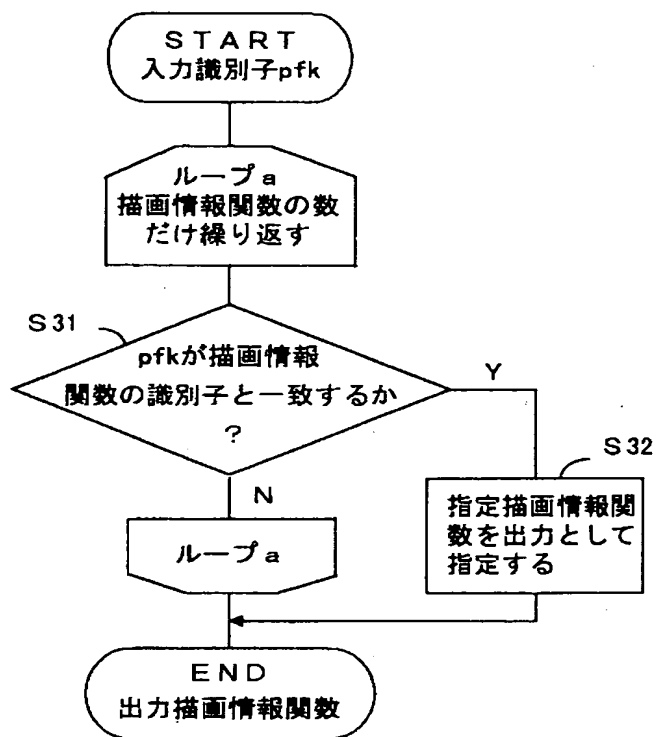 START
入力識別子pfk
ループa
描画情報関数の数
だけ繰り返す
S31
pfkが描画情報
関数の識別子と一致するか
?
Y
S32
N
指定描画情報関
数を出力として
指定する
ループa
END
出力描画情報関数